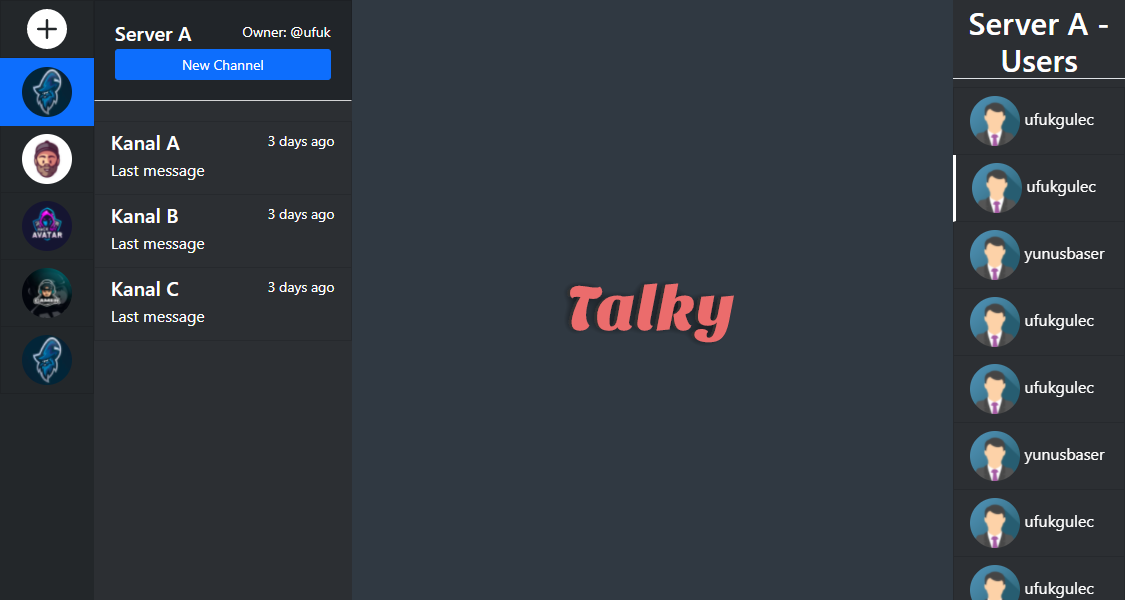 Server A
Owner: @ufuk
New Channel
Kanal A
3 days ago
Last message
Kanal B
3 days ago
Last message
Kanal C
3 days ago
Last message
AVATAR
Talky
Server A -
Users
ufukgulec
ufukgulec
yunusbaser
ufukgulec
ufukgulec
yunusbaser
ufukgulec
ufukgulec